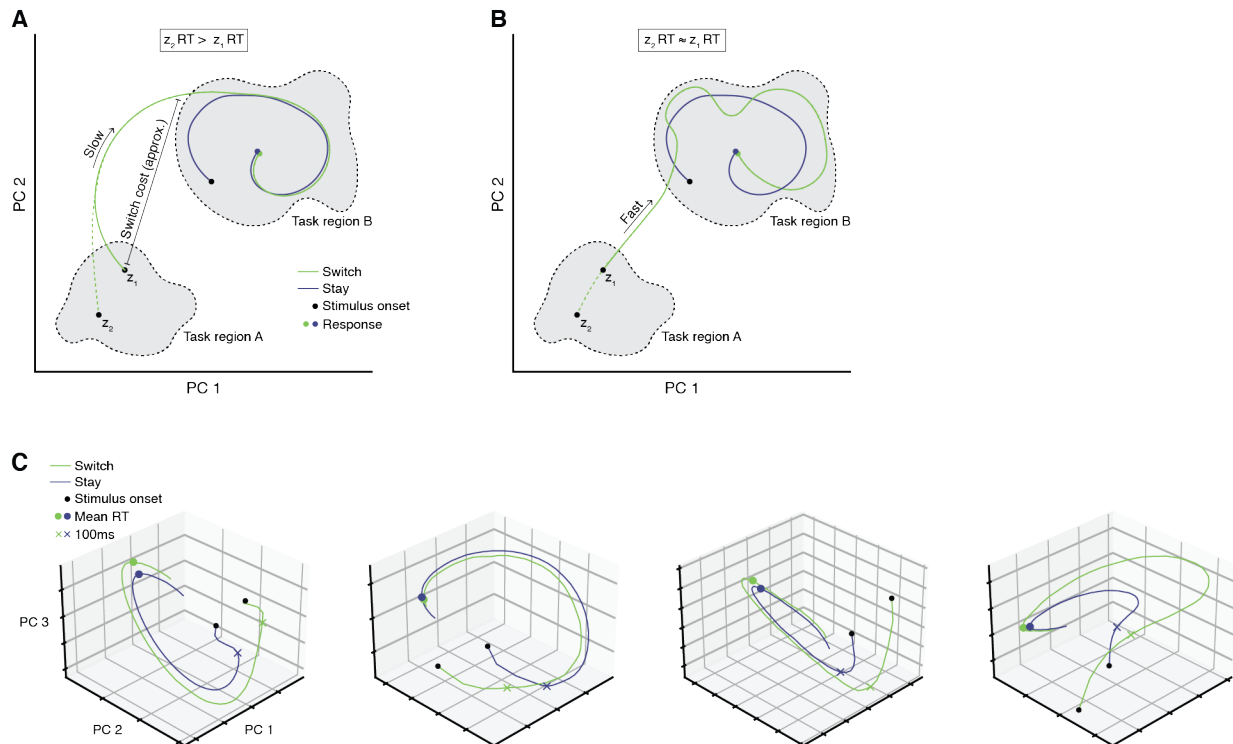 A
z₂ RT > z₁ RT
PC 2
Slow
Switch cost (approx.)
Task region B
z₁
z₂
Task region A
Switch
Stay
Stimulus onset
Response
PC 1
B
z₂ RT ≈ z₁ RT
PC 2
Fast
Task region B
z₁
z₂
Task region A
PC 1
C
Switch
Stay
Stimulus onset
Mean RT
100ms
PC 3
PC 2
PC 1